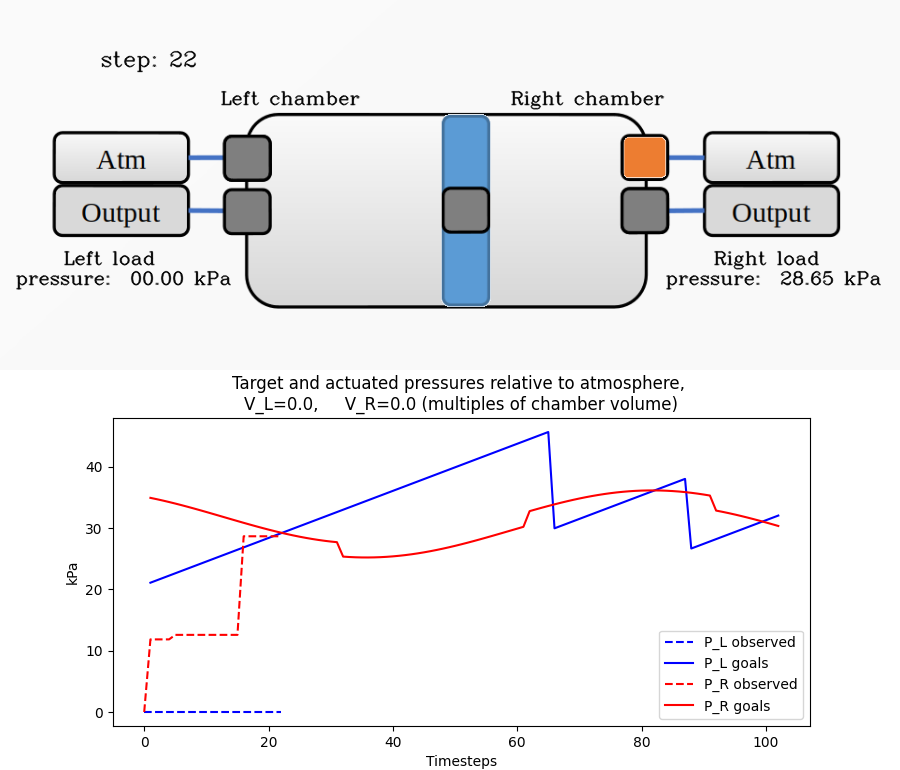 step: 22
Left chamber
Right chamber
Atm
Atm
Output
Output
Left load
pressure: 00.00 kPa
Right load
pressure: 28.65 kPa
Target and actuated pressures relative to atmosphere,
V_L=0.0, V_R=0.0 (multiples of chamber volume)
kPa
40
30
20
10
0
P_L observed
P_L goals
P_R observed
P_R goals
0 20 40 60 80 100
Timesteps